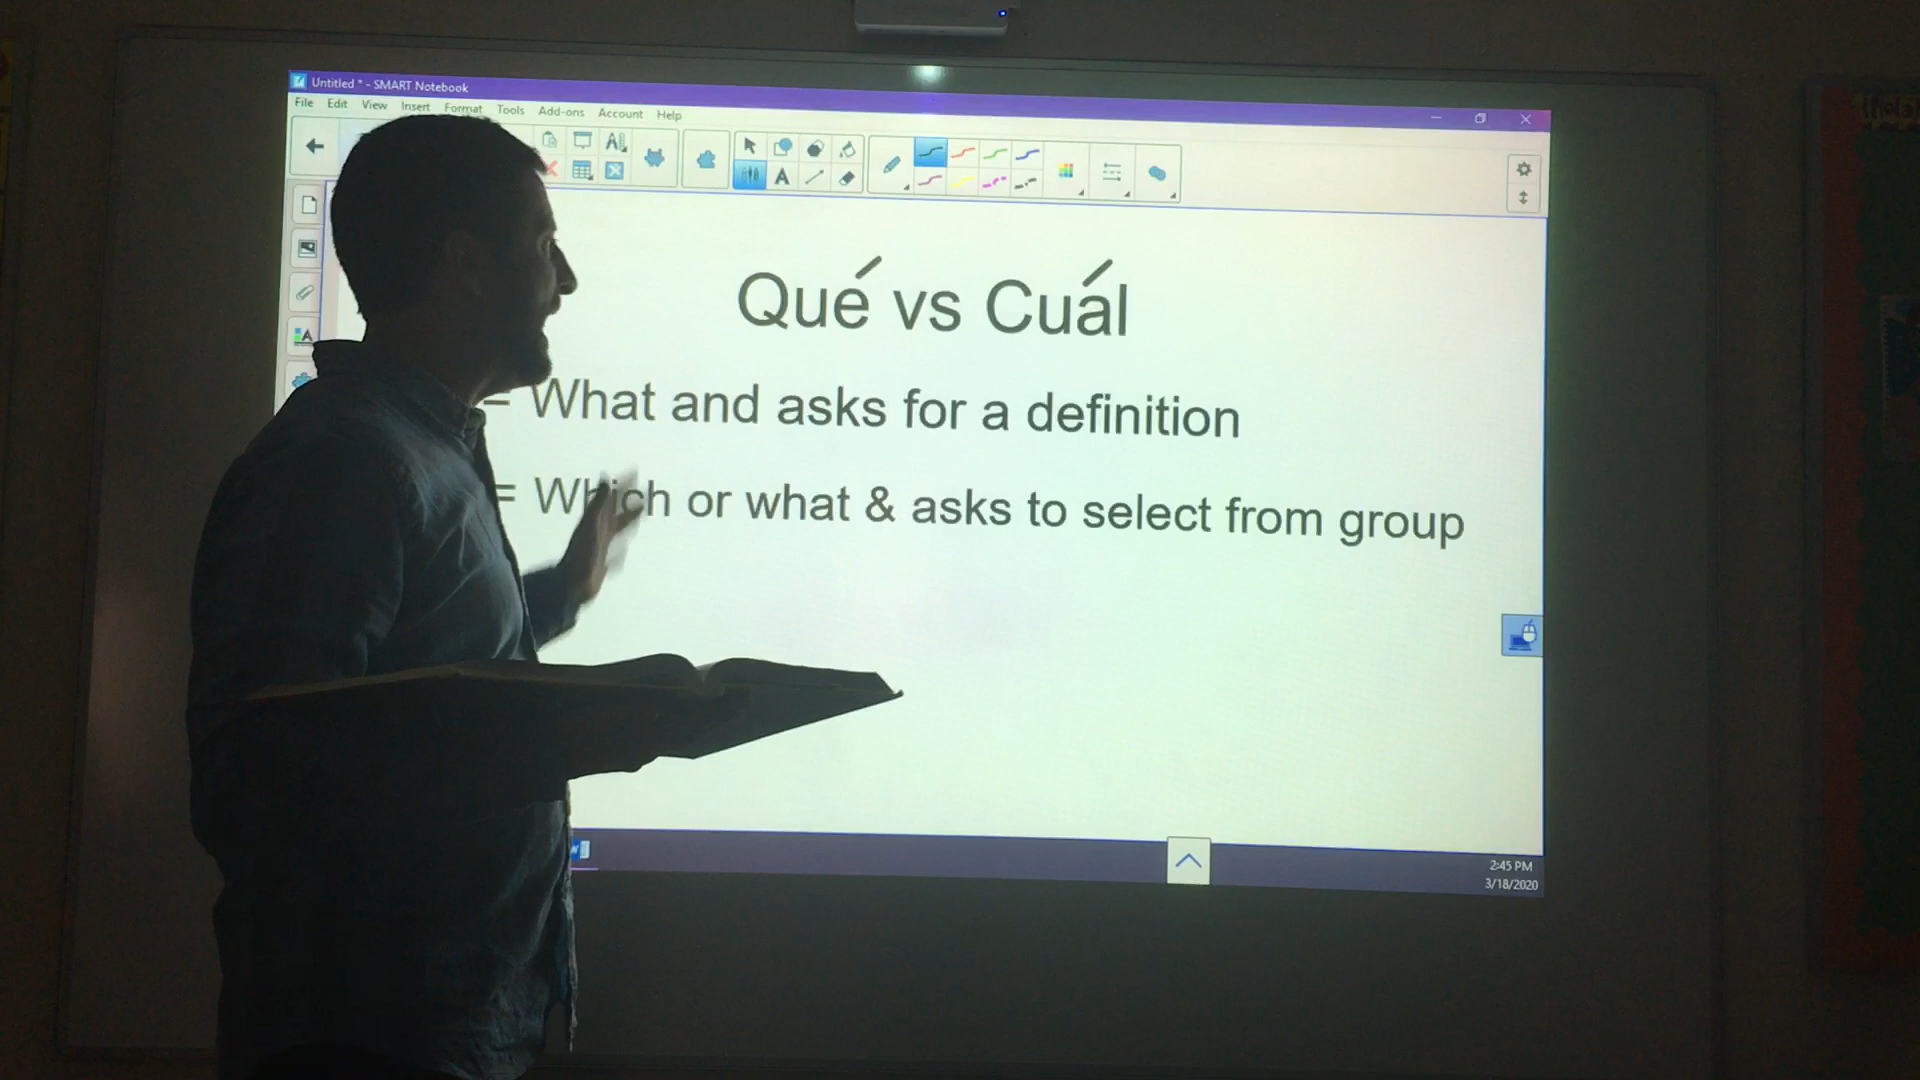 Untitled * - SMART Notebook
File Edit View Insert Format Tools Add-ons Account Help
Qué vs Cuál
= What and asks for a definition
= Which or what & asks to select from group
2:45 PM
3/18/2020